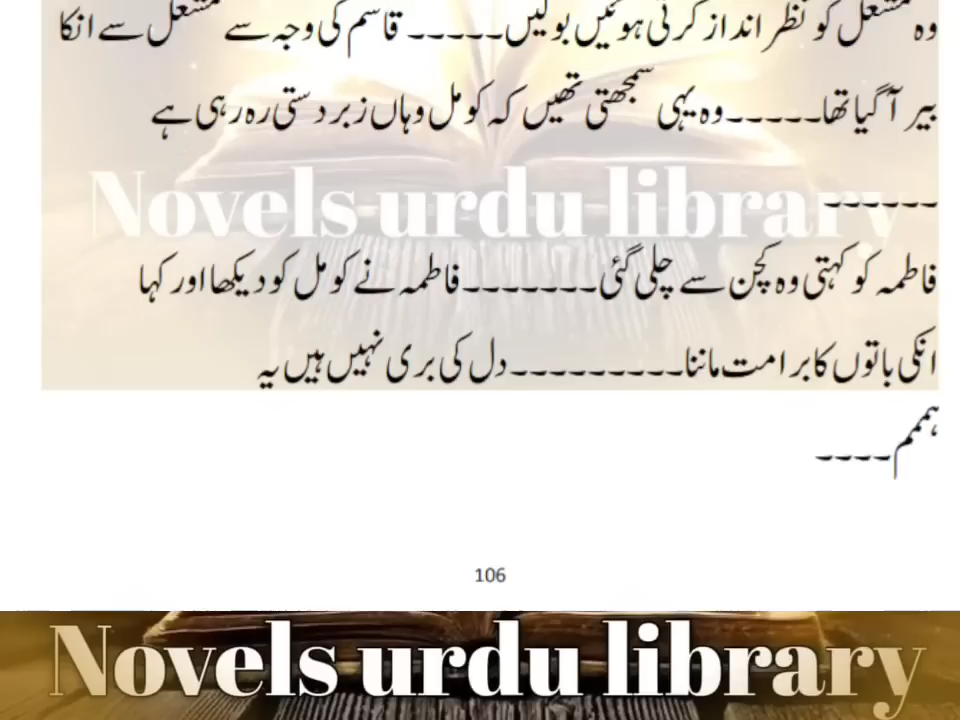 وہ مشعل کو نظر انداز کرتی ہوئیں بولیں۔۔۔۔۔ قاسم کی وجہ سے مشعل سے انکا
بیر آگیا تھا۔۔۔۔۔وہ یہی سمجھتی تھیں کہ کومل وہاں زبردستی رہ رہی ہے
۔۔۔۔۔۔
Novels urdu library
فاطمہ کو کہتی وہ کچن سے چلی گئی۔۔۔۔۔۔۔فاطمہ نے کومل کو دیکھا اور کہا
انکی باتوں کا برا مت ماننا۔۔۔۔۔۔۔۔۔دل کی بری نہیں ہیں یہ
ہممم۔۔۔۔
106
Novels urdu library